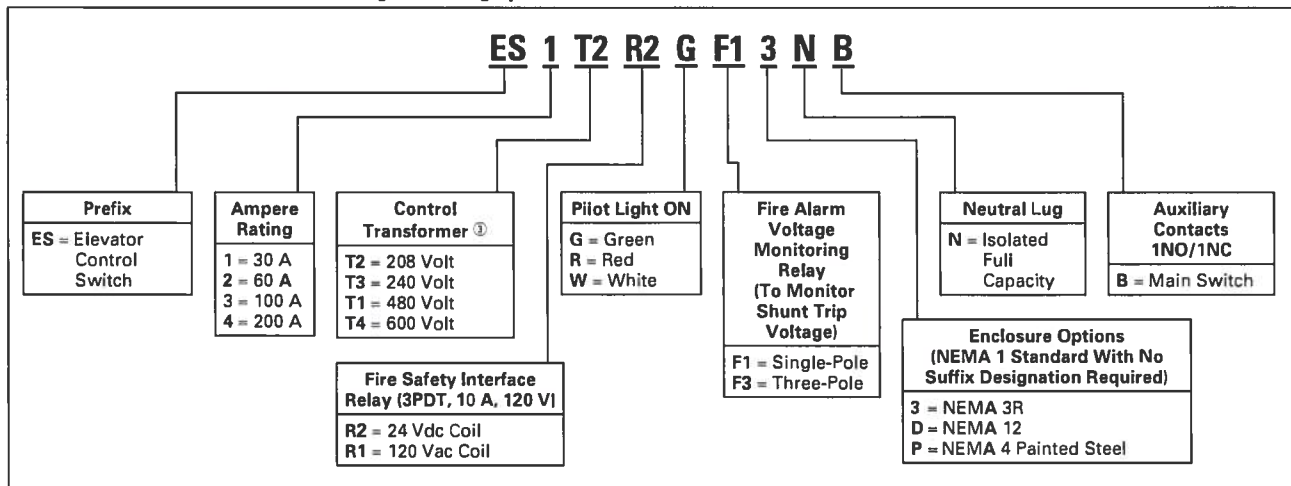 ES 1 T2 R2 G F1 3 N B
Prefix
ES = Elevator
Control
Switch
Ampere
Rating
1 = 30 A
2 = 60 A
3 = 100 A
4 = 200 A
Control
Transformer ③
T2 = 208 Volt
T3 = 240 Volt
T1 = 480 Volt
T4 = 600 Volt
Fire Safety Interface
Relay (3PDT, 10 A, 120 V)
R2 = 24 Vdc Coil
R1 = 120 Vac Coil
Pilot Light ON
G = Green
R = Red
W = White
Fire Alarm
Voltage
Monitoring
Relay
(To Monitor
Shunt Trip
Voltage)
F1 = Single-Pole
F3 = Three-Pole
Enclosure Options
(NEMA 1 Standard With No
Suffix Designation Required)
3 = NEMA 3R
D = NEMA 12
P = NEMA 4 Painted Steel
Neutral Lug
N = Isolated
Full
Capacity
Auxiliary
Contacts
1NO/1NC
B = Main Switch